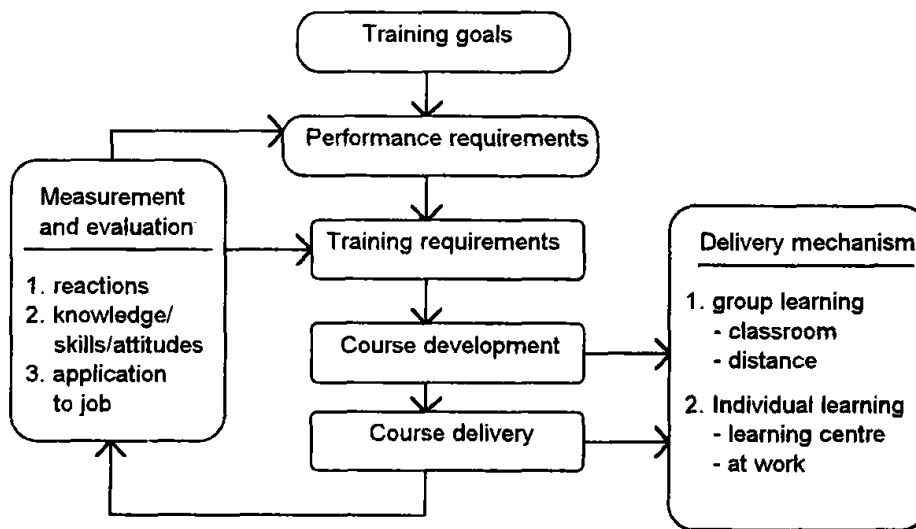 Training goals
Performance requirements
Measurement
and evaluation
1. reactions
2. knowledge/
skills/attitudes
3. application
to job
Training requirements
Course development
Course delivery
Delivery mechanism
1. group learning
- classroom
- distance
2. Individual learning
- learning centre
- at work